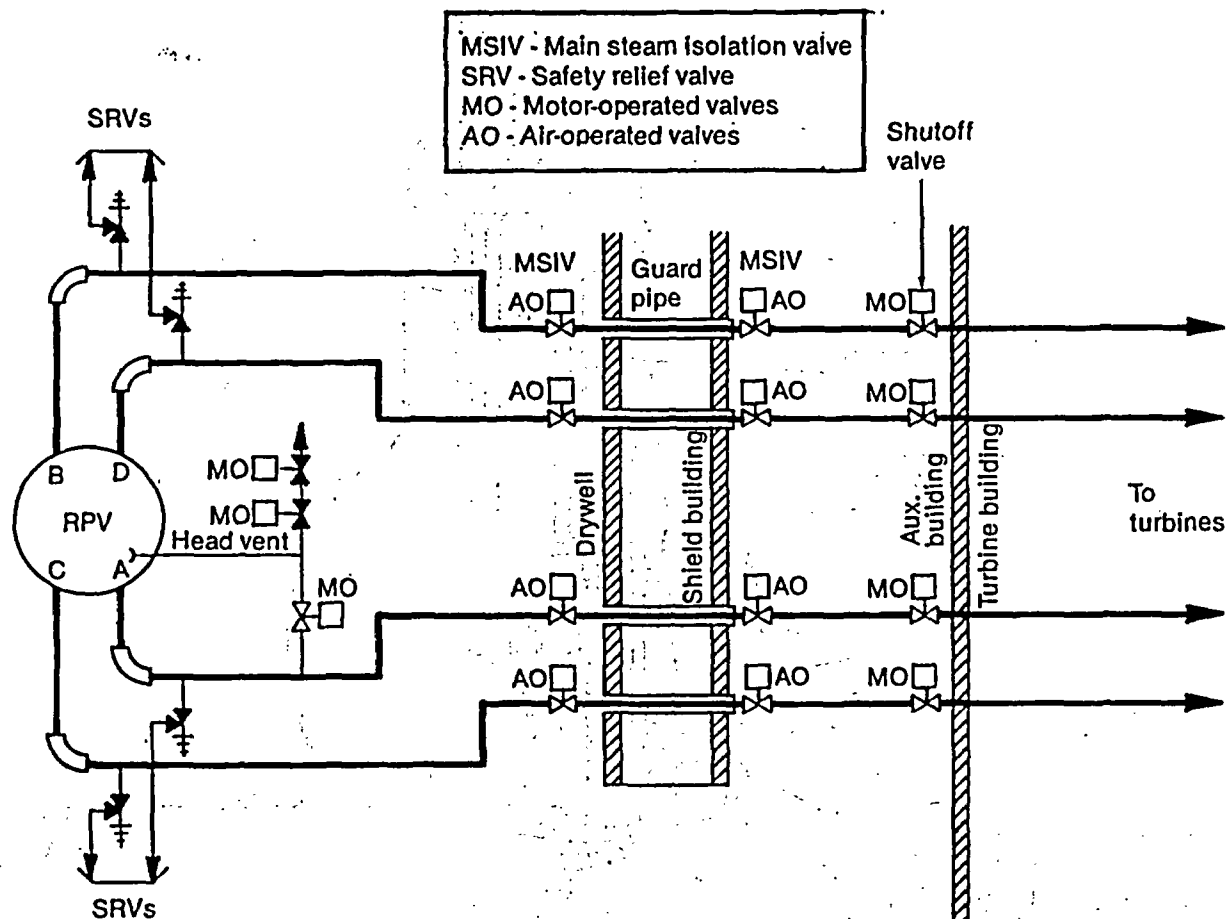 MSIV - Main steam isolation valve
SRV - Safety relief valve
MO - Motor-operated valves
AO - Air-operated valves
SRVs
Shutoff
valve
MSIV
Guard
pipe
MSIV
AO
AO
MO
AO
AO
MO
B
D
RPV
C
A
MO
MO
Head vent
MO
Drywell
Shield building
Aux.
building
Turbine building
To
turbines
AO
AO
MO
AO
AO
MO
SRVs